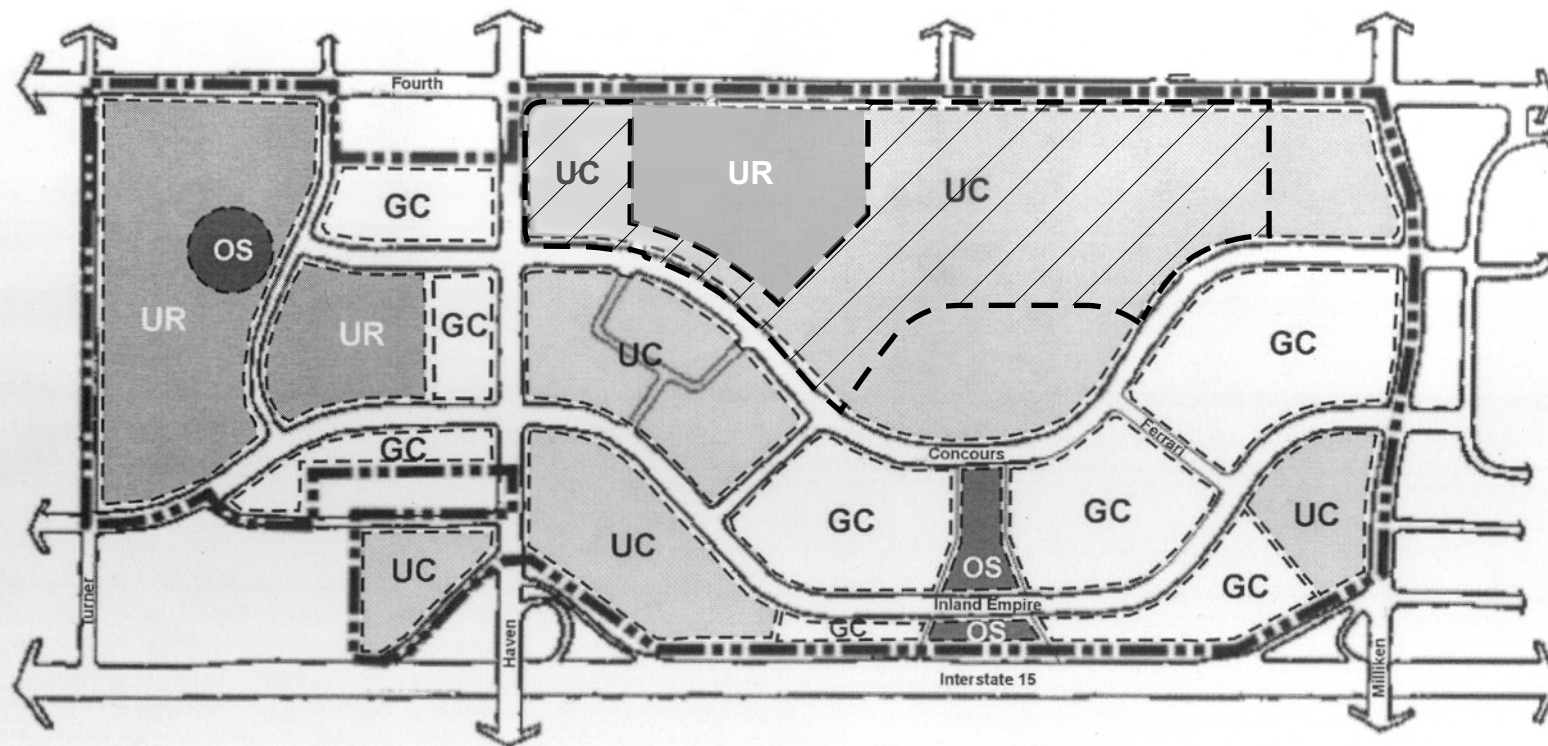 Fourth
UC
UR
UC
GC
OS
UR
UR
GC
UC
GC
GC
Concours
Ferrari
GC
GC
UC
UC
OS
UC
GC
Inland Empire
GC
OS
Turner
Haven
Interstate 15
Milliken